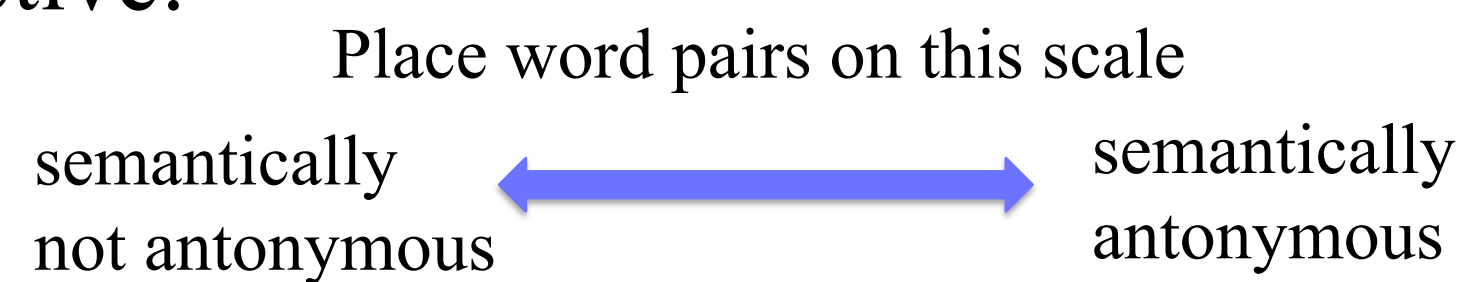 Place word pairs on this scale
semantically
not antonymous
semantically
antonymous